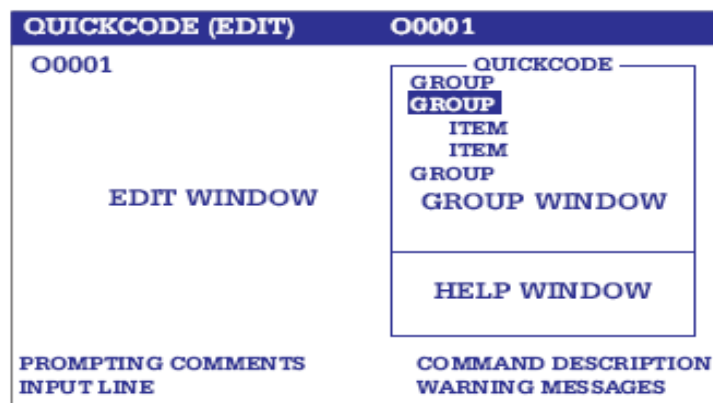 QUICKCODE (EDIT) O0001
O0001
QUICKCODE
GROUP
GROUP
ITEM
ITEM
GROUP
EDIT WINDOW
GROUP WINDOW
HELP WINDOW
PROMPTING COMMENTS
COMMAND DESCRIPTION
INPUT LINE
WARNING MESSAGES